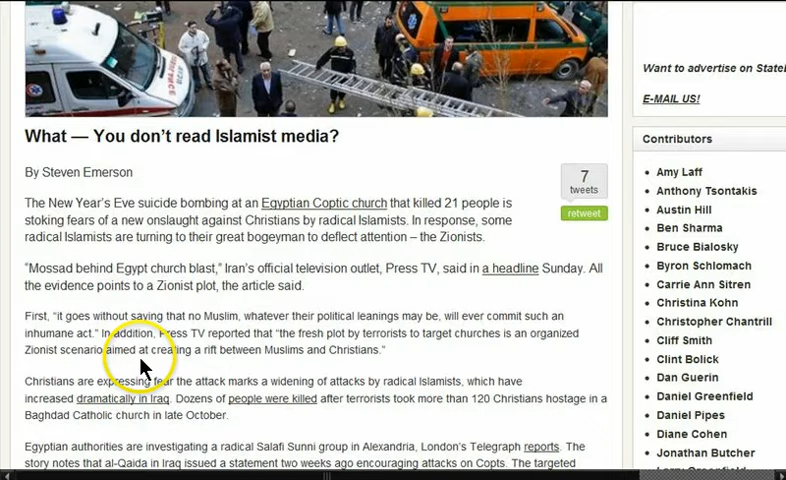 What — You don't read Islamist media?
By Steven Emerson
7
tweets
retweet
The New Year's Eve suicide bombing at an Egyptian Coptic church that killed 21 people is
stoking fears of a new onslaught against Christians by radical Islamists. In response, some
radical Islamists are turning to their great bogeyman to deflect attention – the Zionists.
"Mossad behind Egypt church blast," Iran's official television outlet, Press TV, said in a headline Sunday. All
the evidence points to a Zionist plot, the article said.
First, "it goes without saying that no Muslim, whatever their political leanings may be, will ever commit such an
inhumane act." In addition, Press TV reported that "the fresh plot by terrorists to target churches is an organized
Zionist scenario aimed at creating a rift between Muslims and Christians."
Christians are expressing fear the attack marks a widening of attacks by radical Islamists, which have
increased dramatically in Iraq. Dozens of people were killed after terrorists took more than 120 Christians hostage in a
Baghdad Catholic church in late October.
Egyptian authorities are investigating a radical Salafi Sunni group in Alexandria, London's Telegraph reports. The
story notes that al-Qaida in Iraq issued a statement two weeks ago encouraging attacks on Copts. The targeted
Want to advertise on
E-MAIL US!
Contributors
Amy Laff
Anthony Tsontakis
Austin Hill
Ben Sharma
Bruce Bialosky
Byron Schlomach
Carrie Ann Sitren
Christina Kohn
Christopher Chantrill
Cliff Smith
Clint Bolick
Dan Guerin
Daniel Greenfield
Daniel Pipes
Diane Cohen
Jonathan Butcher